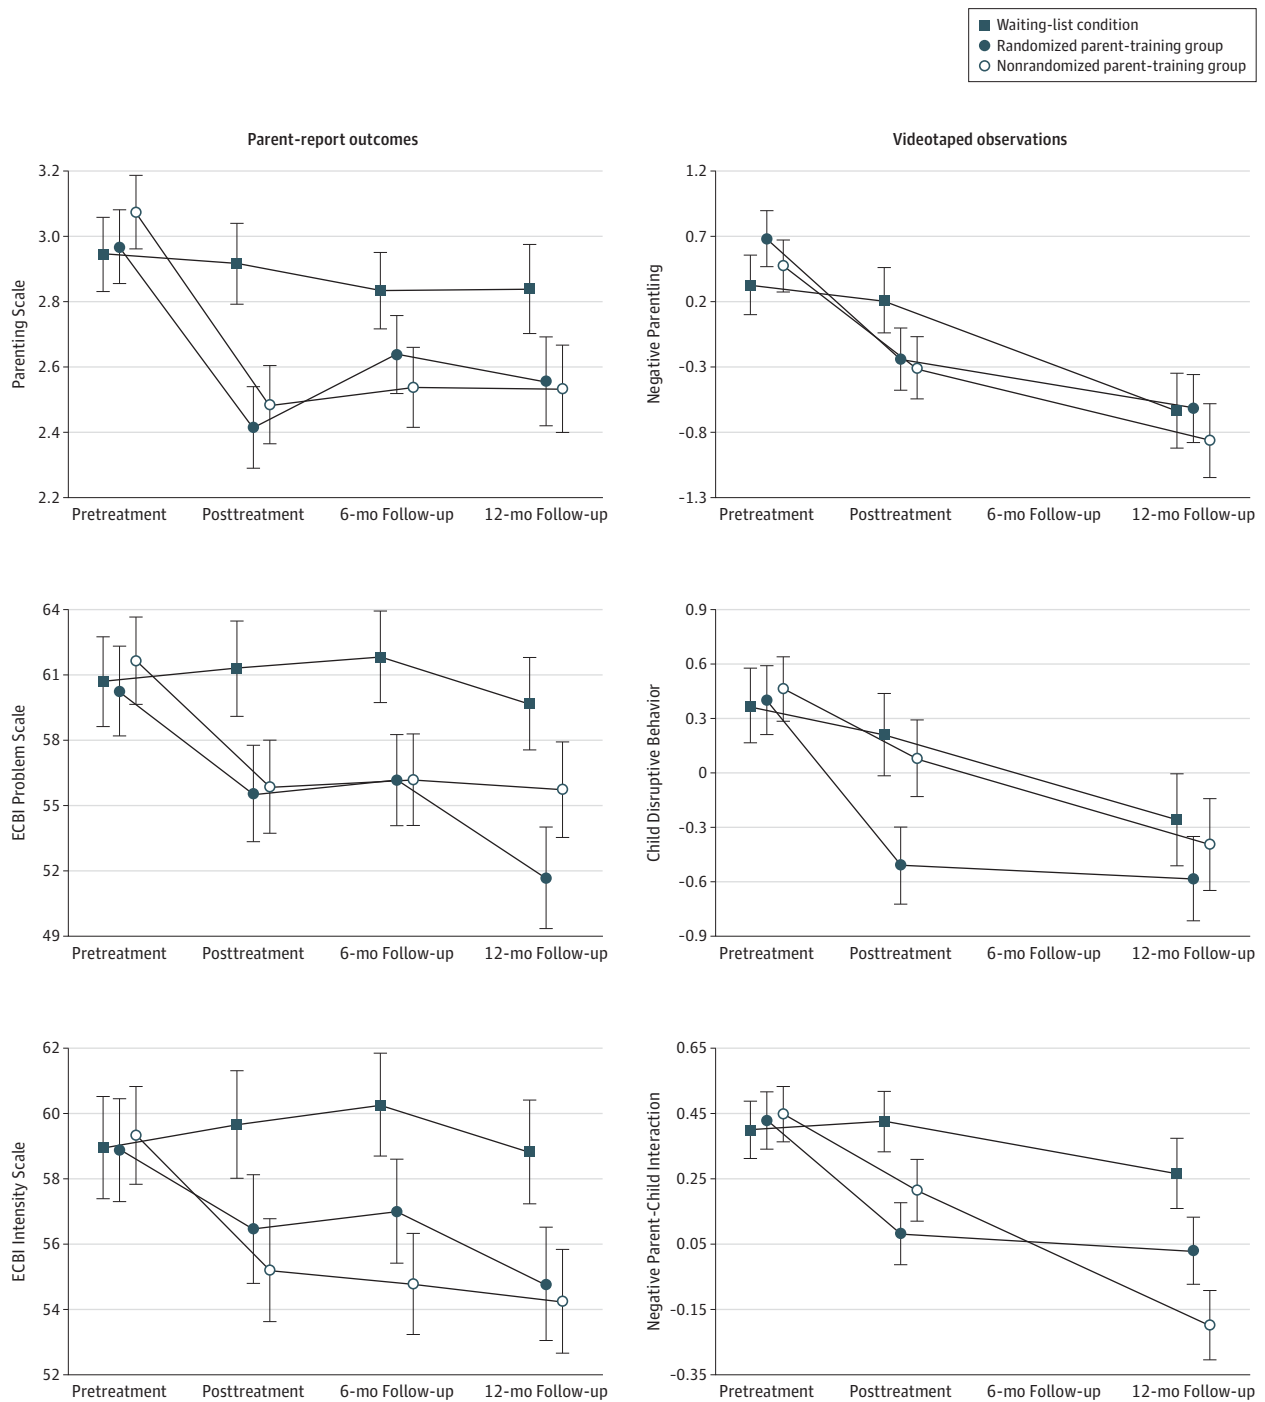 Waiting-list condition
Randomized parent-training group
Nonrandomized parent-training group
Parent-report outcomes
Parenting Scale
3.2
3.0
2.8
2.6
2.4
2.2
Pretreatment Posttreatment 6-mo Follow-up 12-mo Follow-up
Videotaped observations
Negative Parentling
1.2
0.7
0.2
-0.3
-0.8
-1.3
Pretreatment Posttreatment 6-mo Follow-up 12-mo Follow-up
ECBI Problem Scale
64
61
58
55
52
49
Pretreatment Posttreatment 6-mo Follow-up 12-mo Follow-up
Child Disruptive Behavior
0.9
0.6
0.3
0
-0.3
-0.6
-0.9
Pretreatment Posttreatment 6-mo Follow-up 12-mo Follow-up
ECBI Intensity Scale
62
60
58
56
54
52
Pretreatment Posttreatment 6-mo Follow-up 12-mo Follow-up
Negative Parent-Child Interaction
0.65
0.45
0.25
0.05
-0.15
-0.35
Pretreatment Posttreatment 6-mo Follow-up 12-mo Follow-up